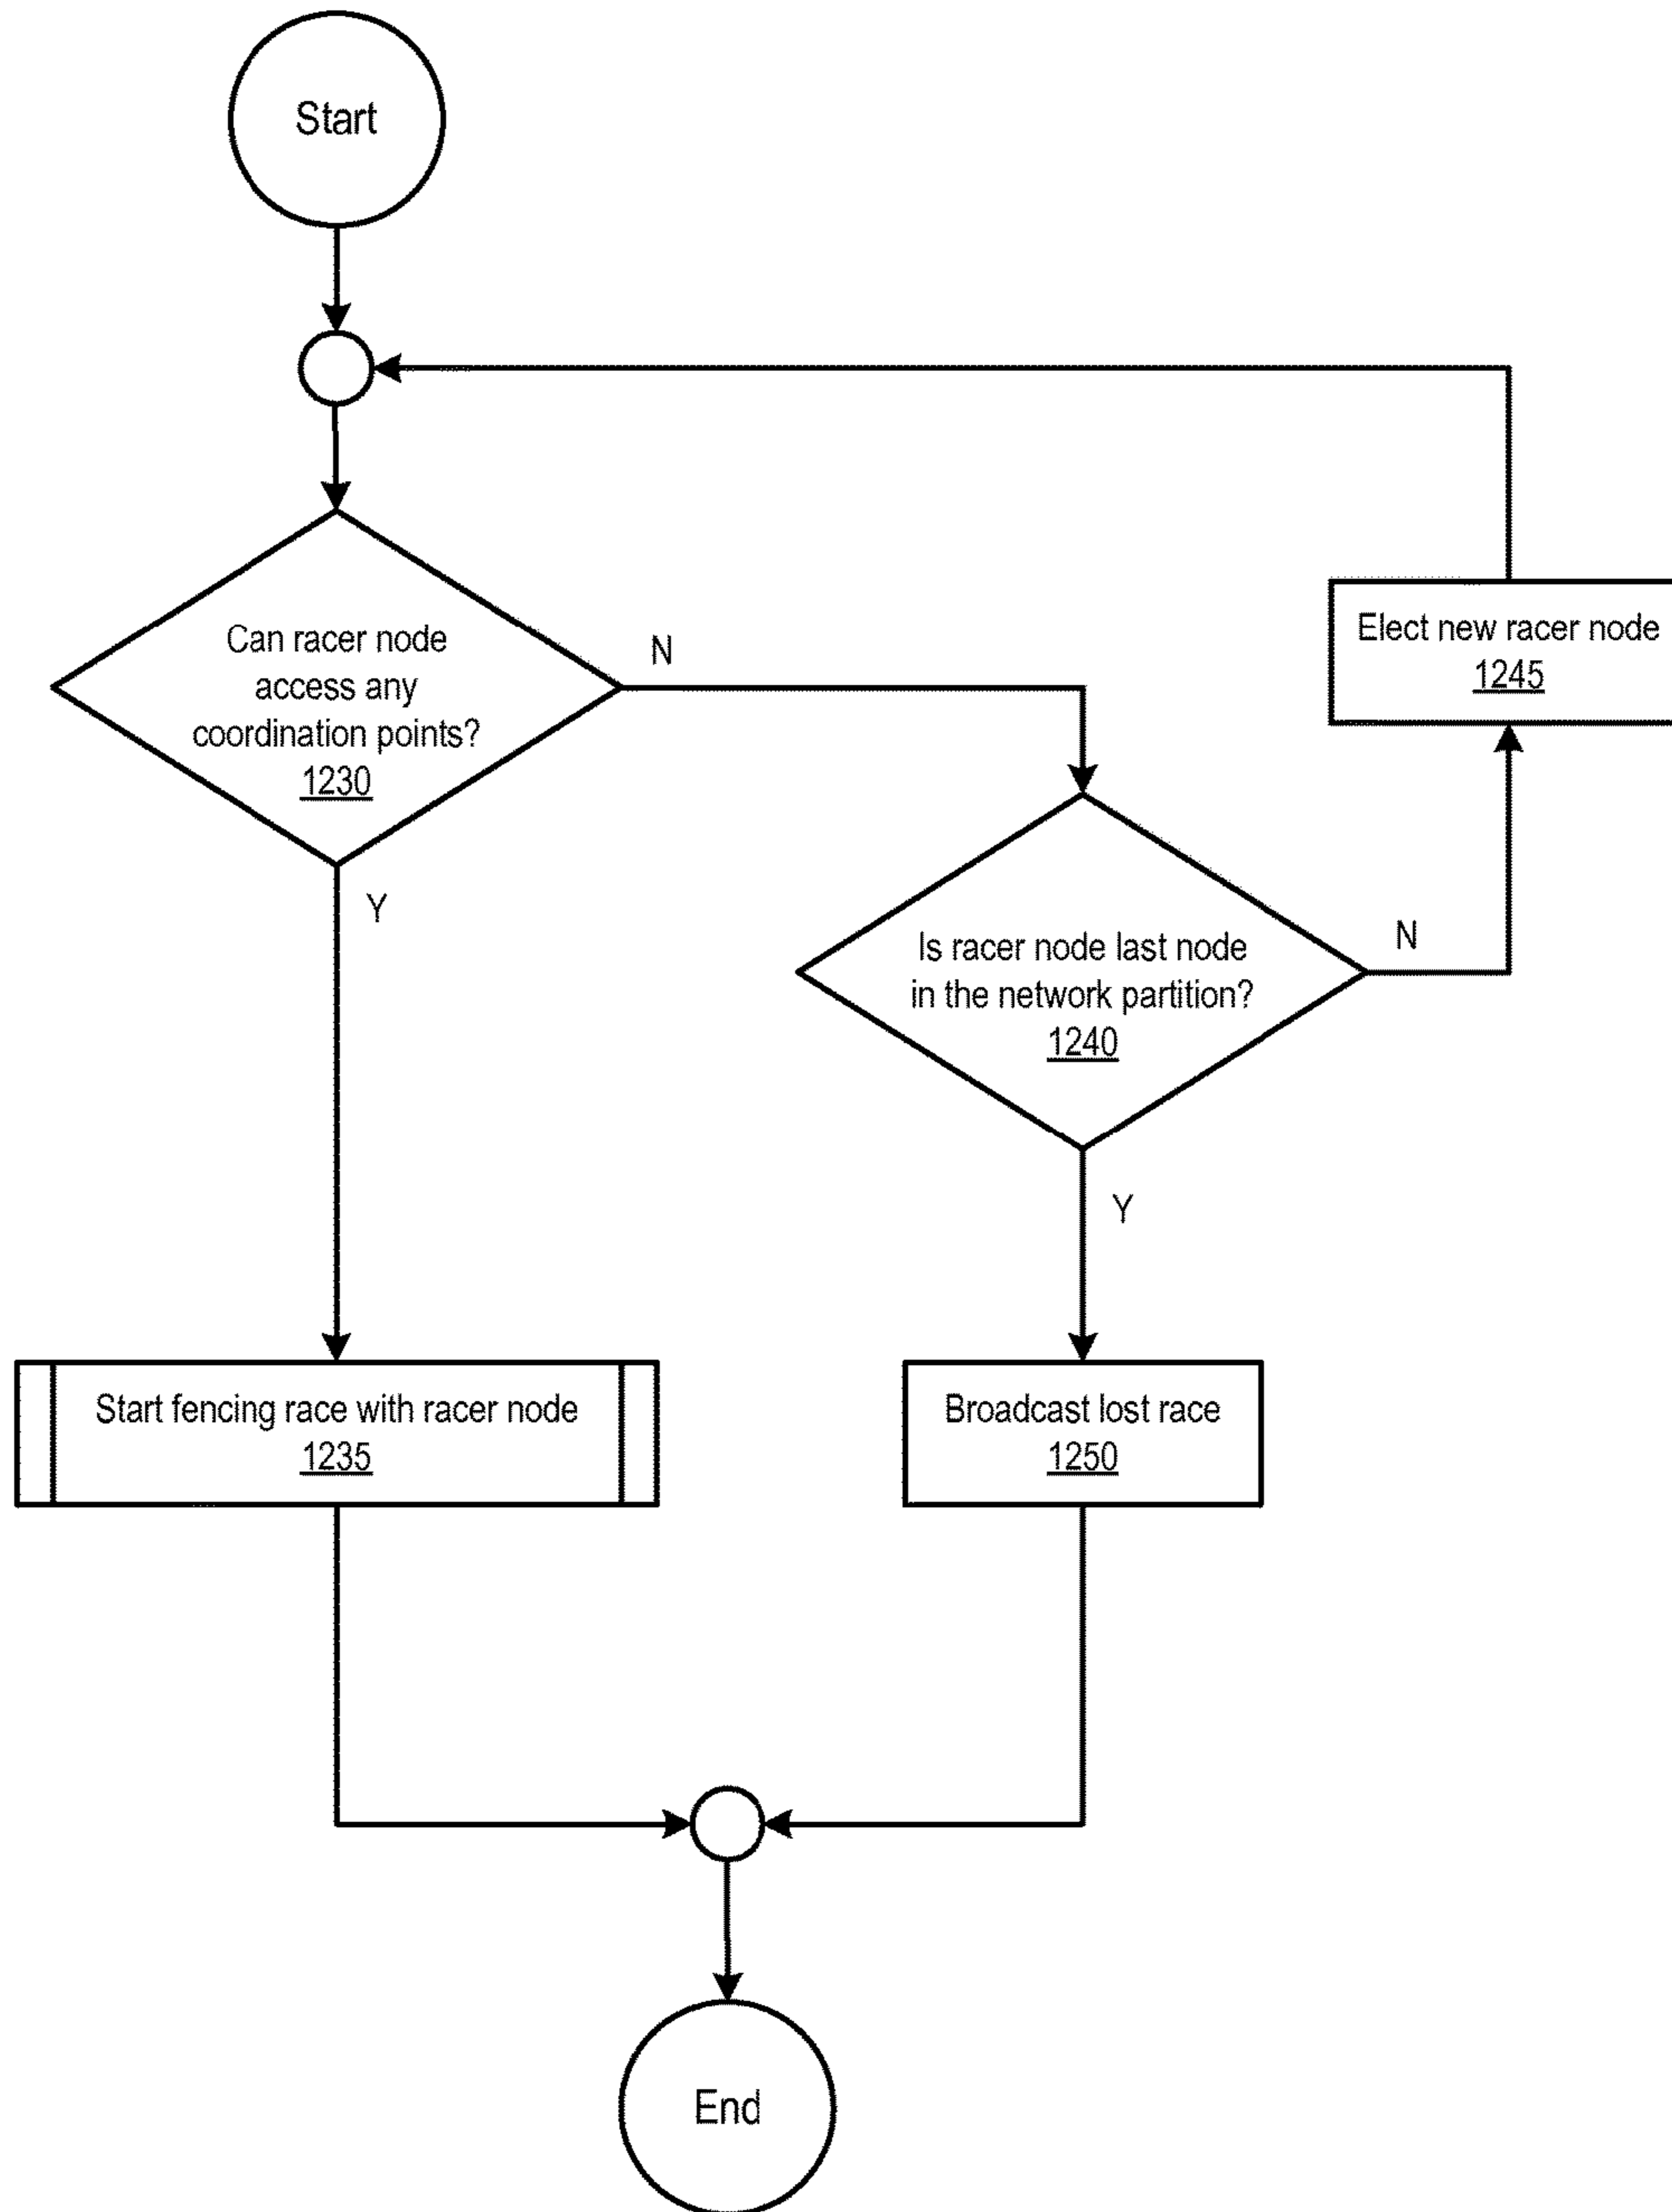 Start
Can racer node
access any
coordination points?
1230
N
Y
Elect new racer node
1245
Is racer node last node
in the network partition?
1240
N
Y
Start fencing race with racer node
1235
Broadcast lost race
1250
End